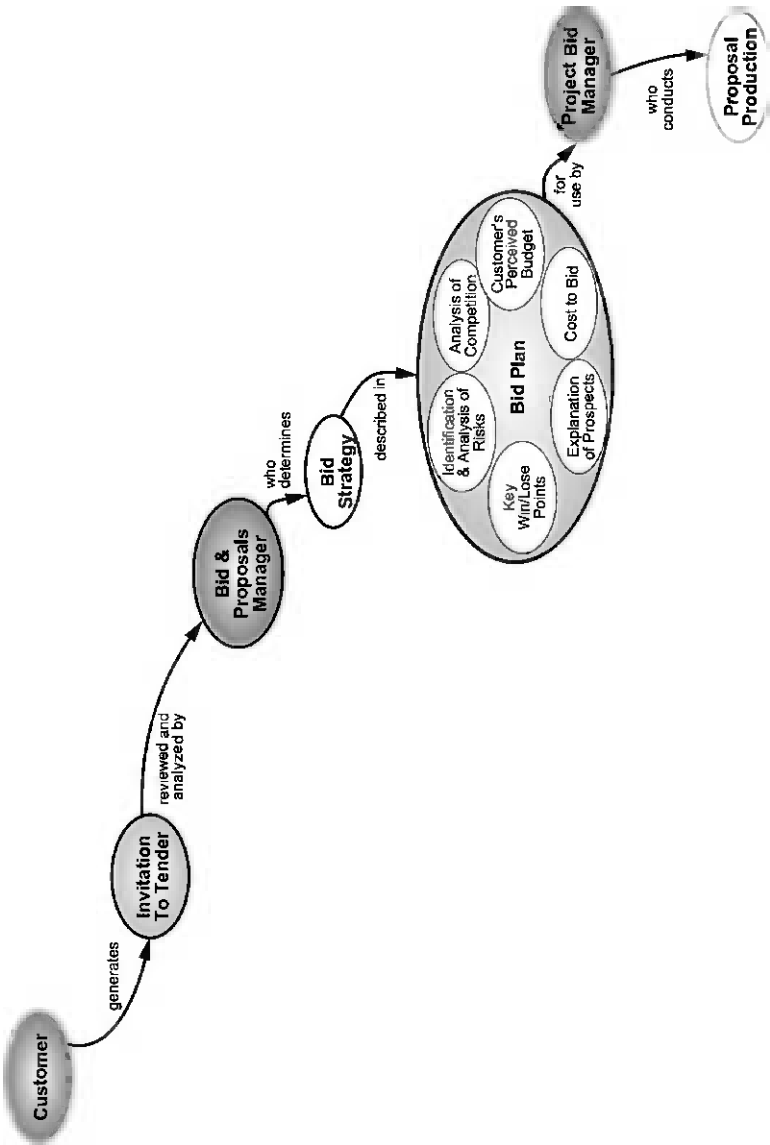 Customer
generates
Invitation
To Tender
reviewed and
analyzed by
Bid &
Proposals
Manager
who
determines
Bid
Strategy
described in
Bid Plan
Key
Win/Lose
Points
Identification
& Analysis of
Risks
Analysis of
Competition
Customer's
Perceived
Budget
Cost to Bid
Explanation
of Prospects
for
use by
Project Bid
Manager
who
conducts
Proposal
Production